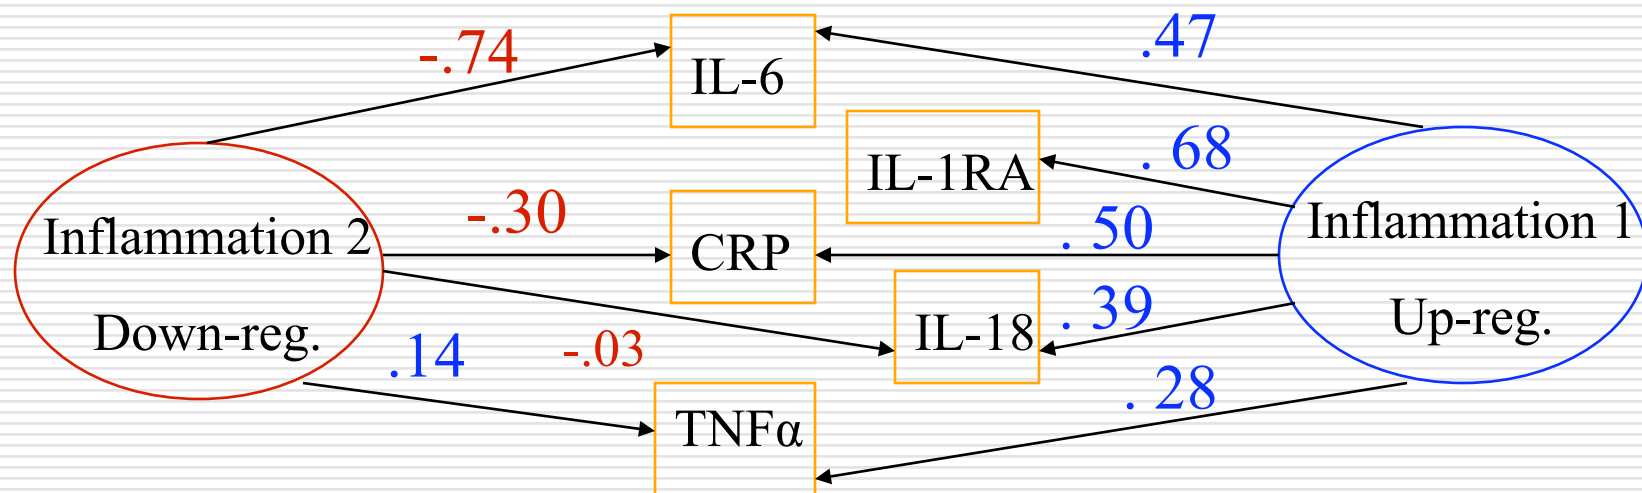 -.74
IL-6
.47
IL-1RA
. 68
Inflammation 2
Down-reg.
-.30
CRP
. 50
Inflammation 1
Up-reg.
IL-18
. 39
.14
-.03
TNFα
. 28